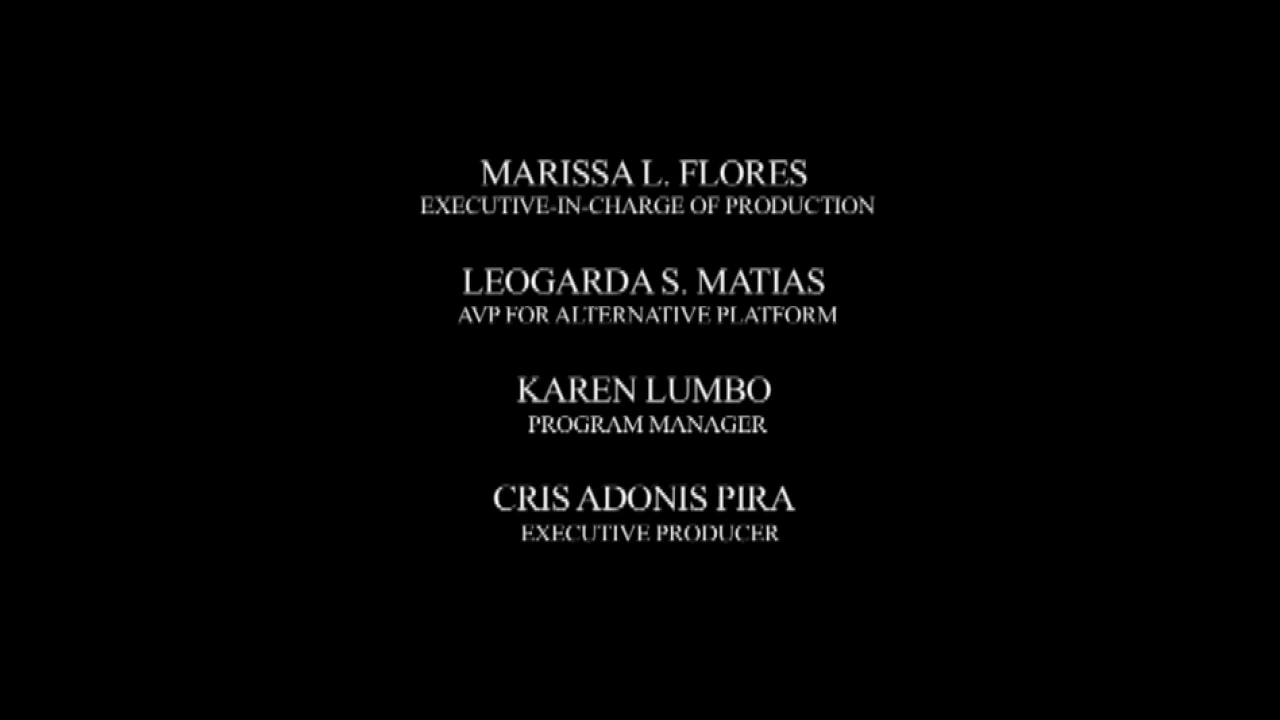 MARISSA L. FLORES
EXECUTIVE-IN-CHARGE OF PRODUCTION
LEOGARDA S. MATIAS
AVP FOR ALTERNATIVE PLATFORM
KAREN LUMBO
PROGRAM MANAGER
CRIS ADONIS PIRA
EXECUTIVE PRODUCER